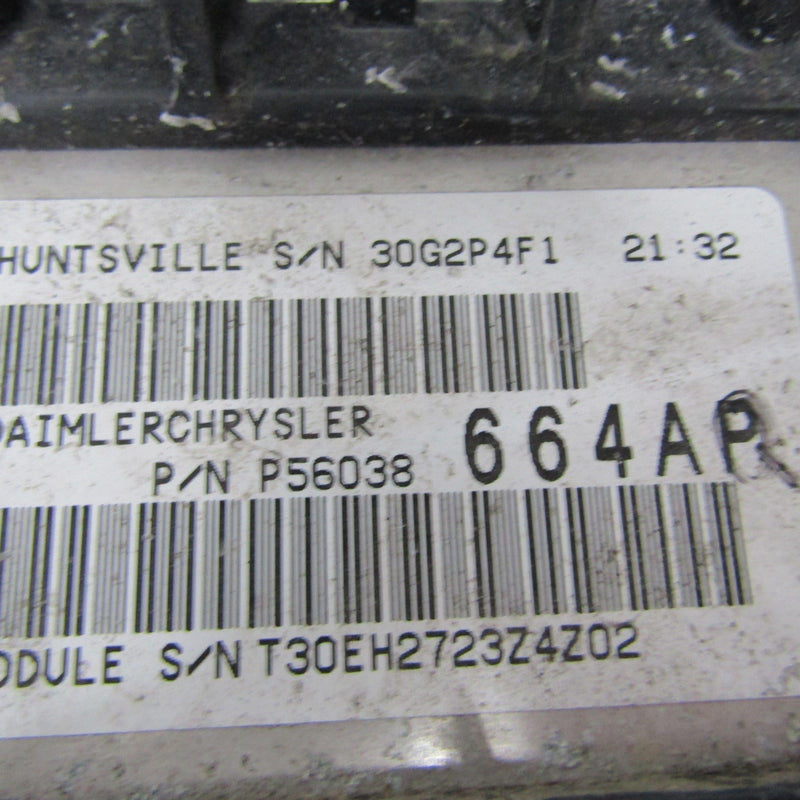 HUNTSVILLE S/N 30G2P4F1 21:32
DAIMLERCHRYSLER
P/N P56038 664AP
ODULE S/N T30EH2723Z4Z02